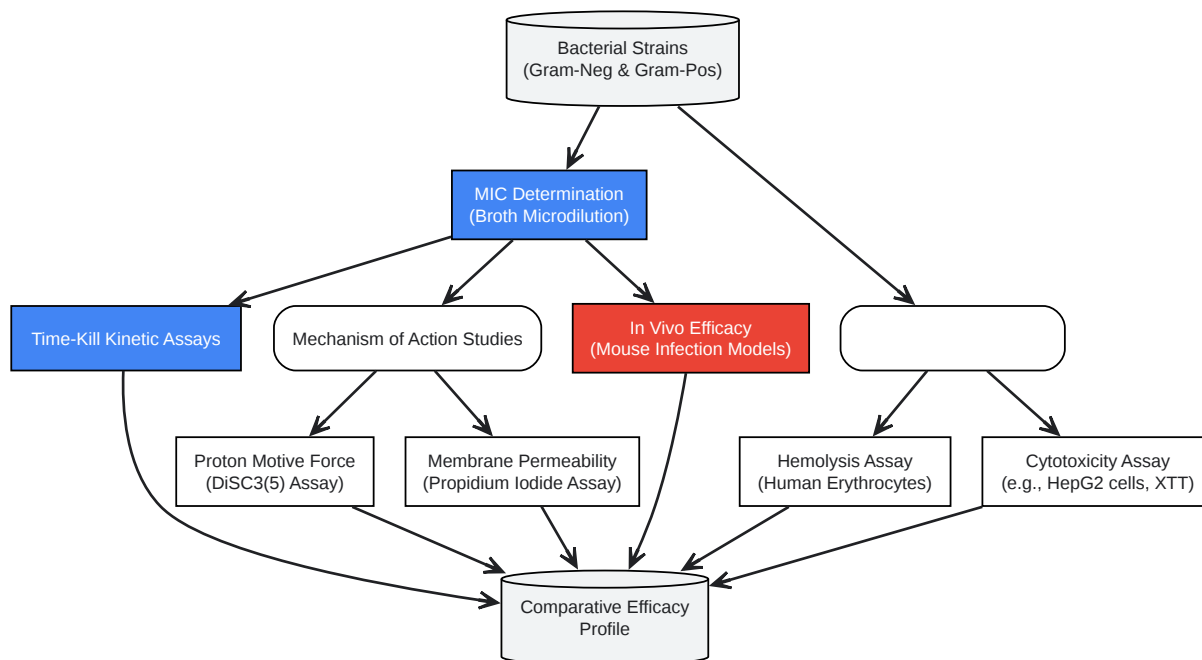 Bacterial Strains
(Gram-Neg & Gram-Pos)
MIC Determination
(Broth Microdilution)
Time-Kill Kinetic Assays
Mechanism of Action Studies
In Vivo Efficacy
(Mouse Infection Models)
Proton Motive Force
(DiSC3(5) Assay)
Membrane Permeability
(Propidium Iodide Assay)
Hemolysis Assay
(Human Erythrocytes)
Cytotoxicity Assay
(e.g., HepG2 cells, XTT)
Comparative Efficacy
Profile